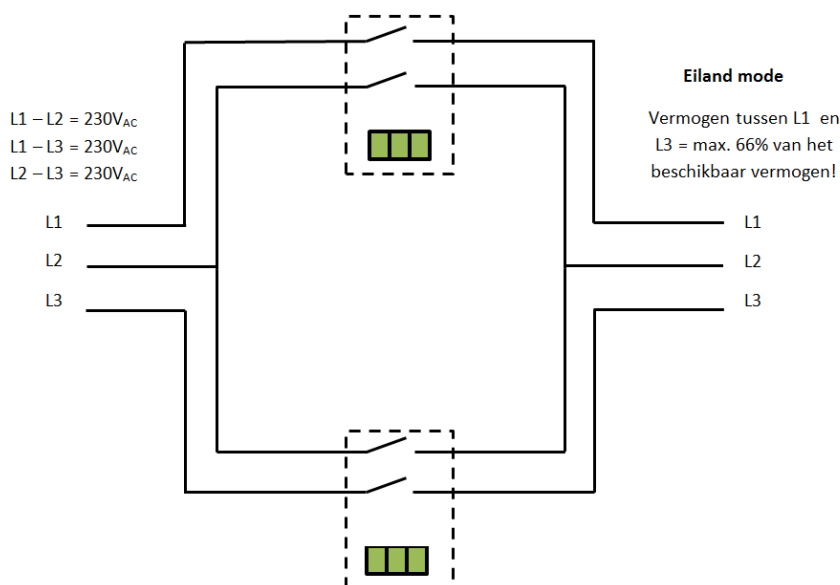 L1 – L2 = 230VAC
L1 – L3 = 230VAC
L2 – L3 = 230VAC
L1
L2
L3
Eiland mode
Vermogen tussen L1 en
L3 = max. 66% van het
beschikbaar vermogen!
L1
L2
L3